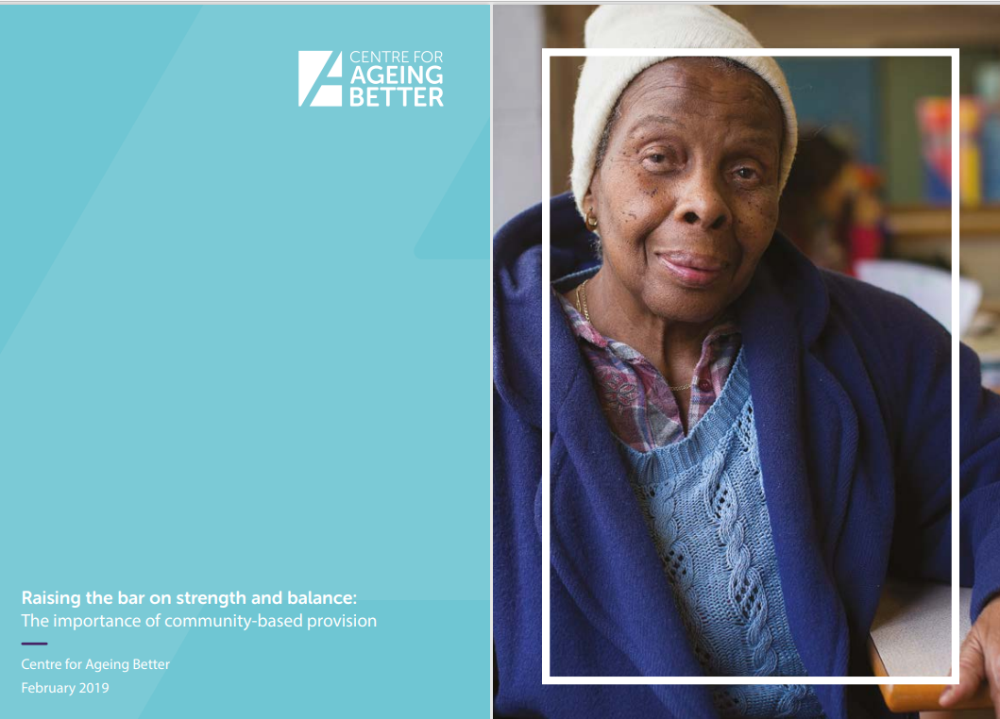 CENTRE FOR
AGEING
BETTER
Raising the bar on strength and balance:
The importance of community-based provision
Centre for Ageing Better
February 2019